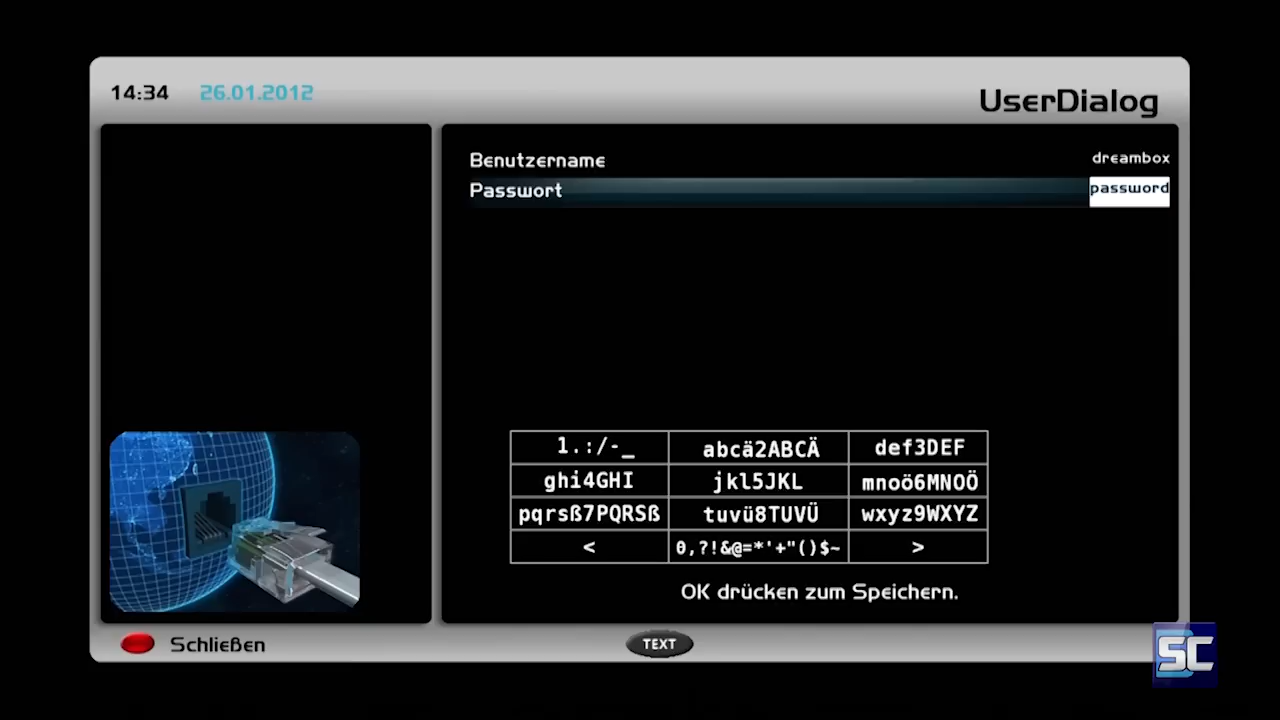 14:34 26.01.2012
UserDialog
Benutzername dreambox
Passwort password
1.:/-_ abcä2ABCÄ def3DEF
ghi4GHI jkl5JKL mnoö6MNOÖ
pqrsß7PQRSß tuvü8TUVÜ wxyz9WXYZ
< 0,?!&@=*'+"()$~ >
OK drücken zum Speichern.
Schließen TEXT
SC